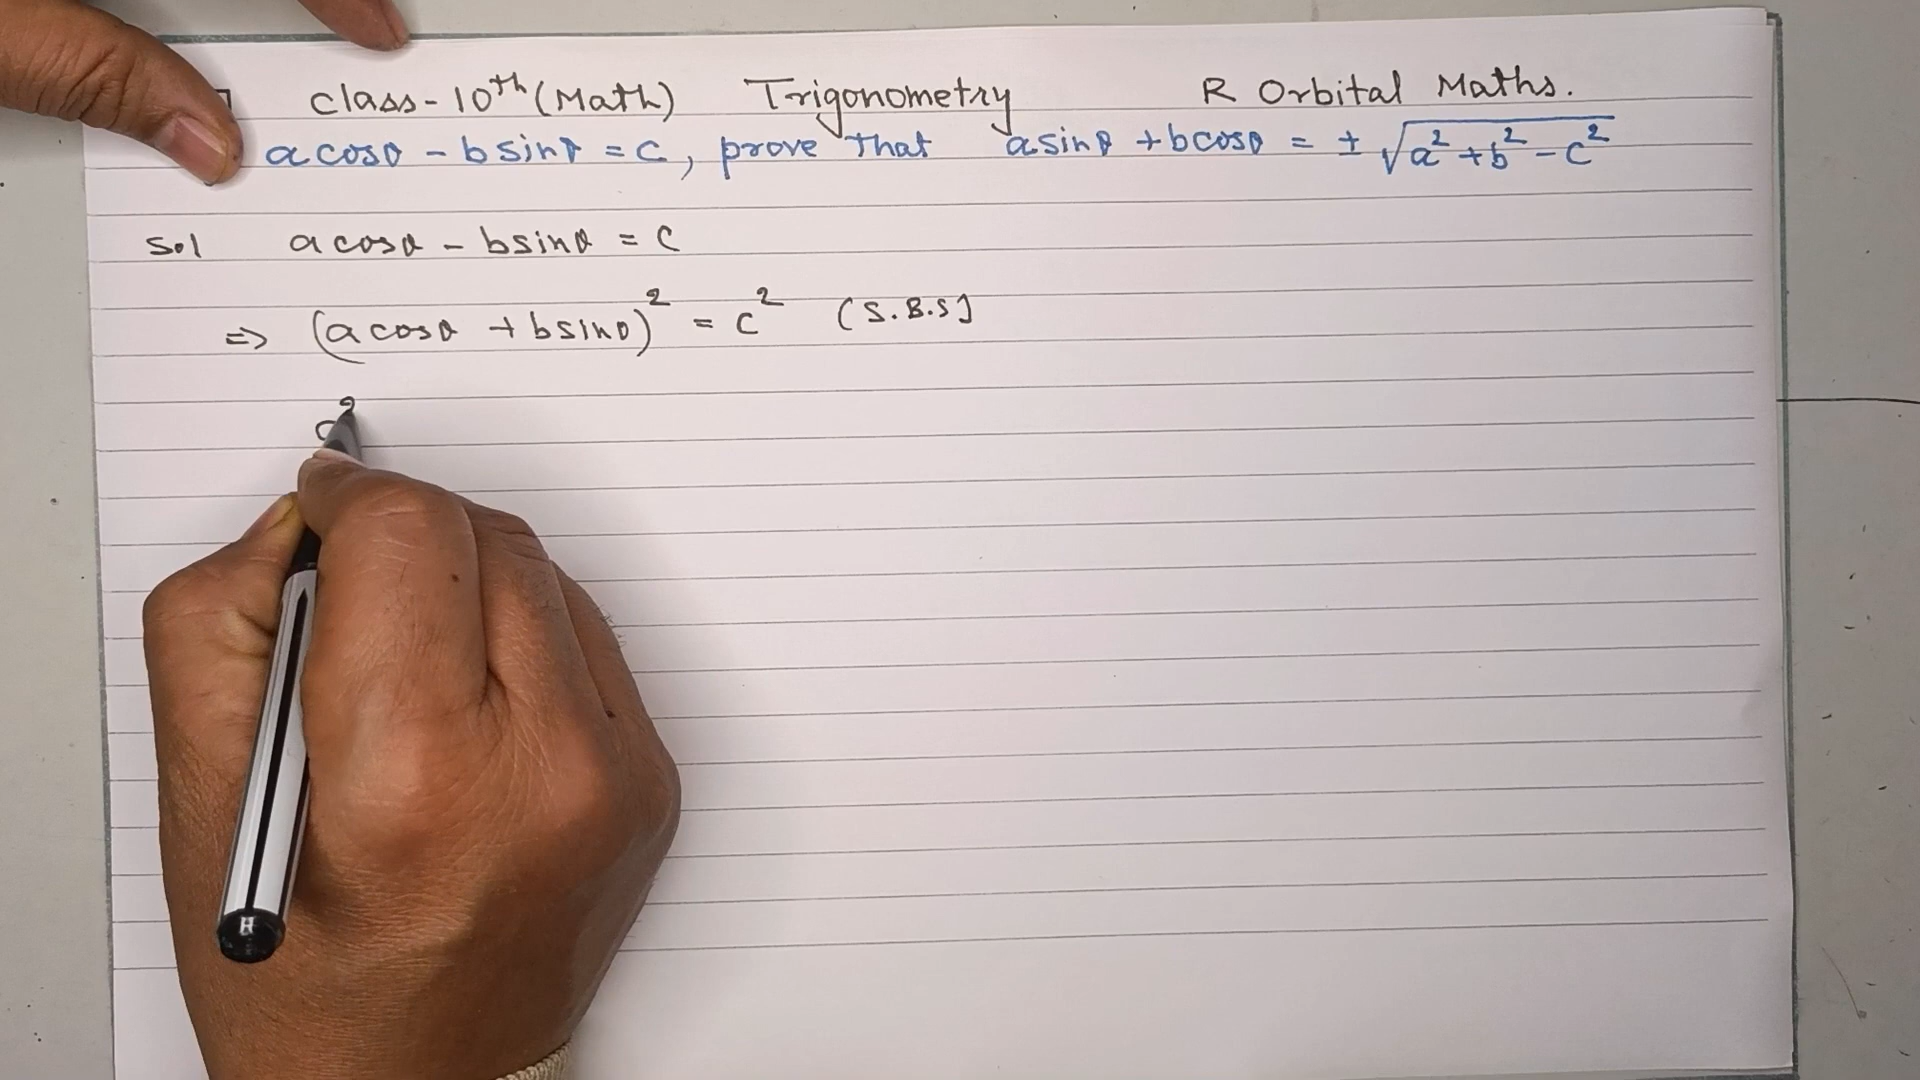 class-10th (Math) Trigonometry R Orbital Maths.
a cosθ - b sinθ = c, prove that a sinθ + b cosθ = ± √a² + b² - c²
Sol a cosθ - b sinθ = c
⇒ (a cosθ + b sinθ)² = c² (S.B.S]
a²
H